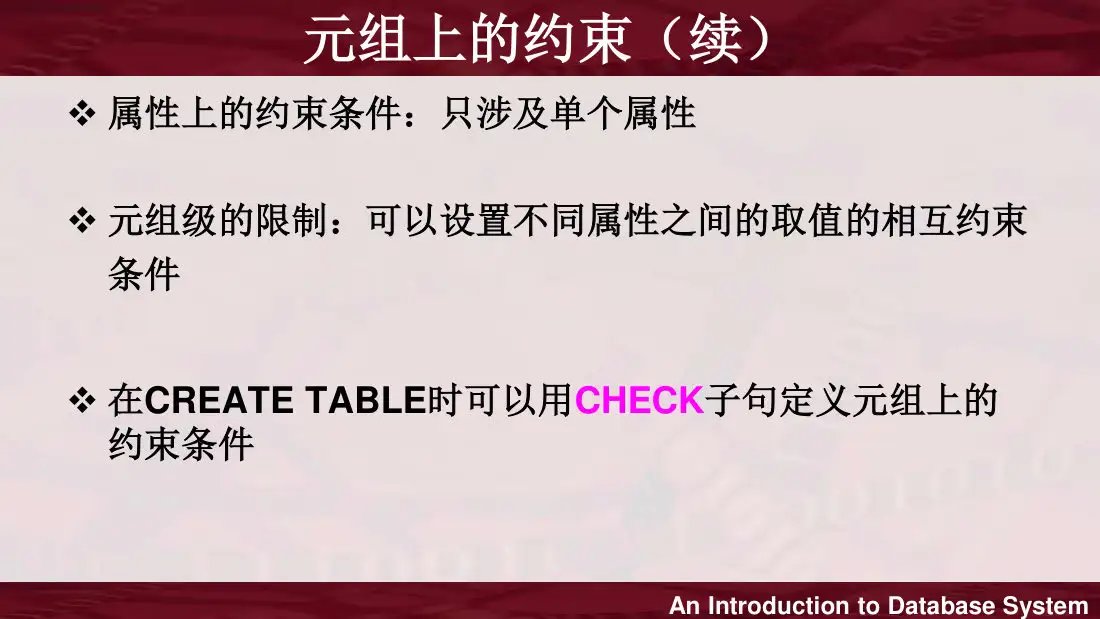 元组上的约束（续）
❖ 属性上的约束条件：只涉及单个属性
❖ 元组级的限制：可以设置不同属性之间的取值的相互约束
条件
❖ 在CREATE TABLE时可以用CHECK子句定义元组上的
约束条件
An Introduction to Database System